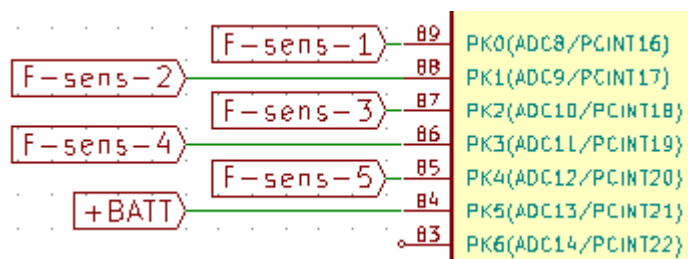 F-sens-1 89 PK0(ADC8/PCINT16)
F-sens-2 88 PK1(ADC9/PCINT17)
F-sens-3 87 PK2(ADC10/PCINT18)
F-sens-4 86 PK3(ADC11/PCINT19)
F-sens-5 85 PK4(ADC12/PCINT20)
+BATT 84 PK5(ADC13/PCINT21)
83 PK6(ADC14/PCINT22)